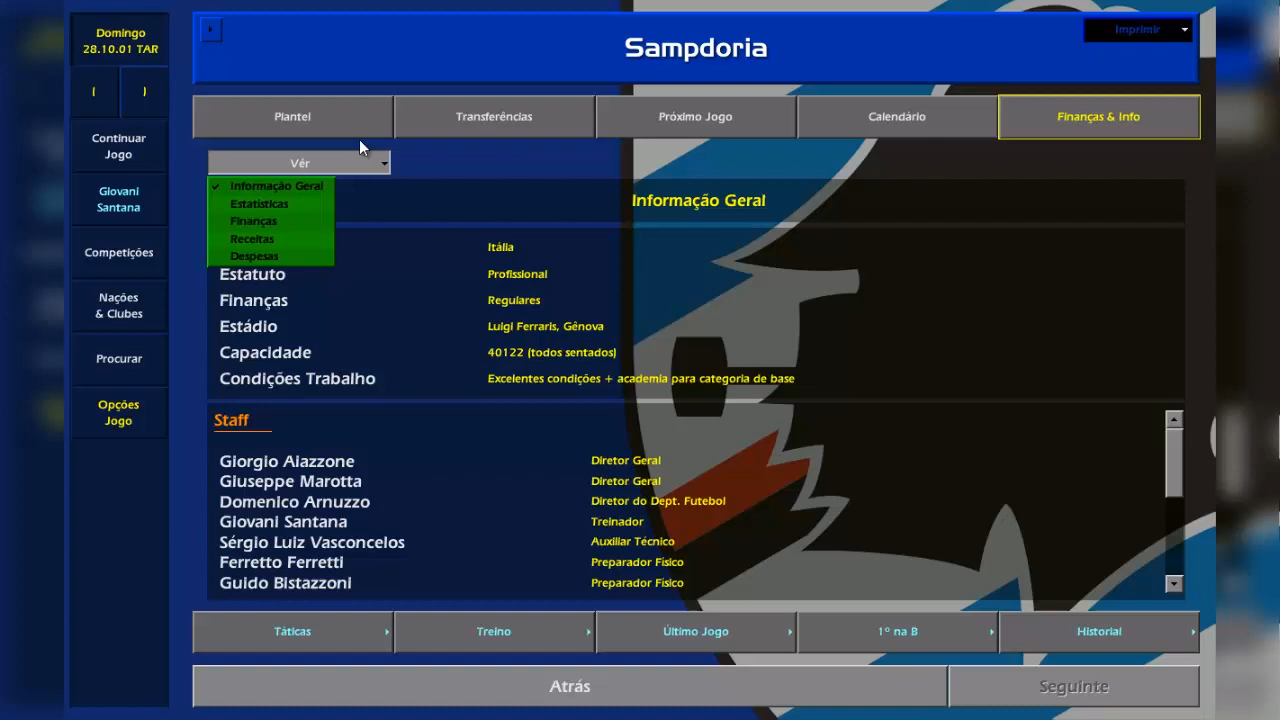 Domingo
28.10.01 TAR
Continuar
Jogo
Giovani
Santana
Competições
Nações
& Clubes
Procurar
Opções
Jogo
Sampdoria
Imprimir
Plantel
Transferências
Próximo Jogo
Calendário
Finanças & Info
Vér
Informação Geral
Estatísticas
Finanças
Receitas
Despesas
Informação Geral
Itália
Estatuto Profissional
Finanças Regulares
Estádio Luigi Ferraris, Gênova
Capacidade 40122 (todos sentados)
Condições Trabalho Excelentes condições + academia para categoria de base
Staff
Giorgio Aiazzone Diretor Geral
Giuseppe Marotta Diretor Geral
Domenico Arnuzzo Diretor do Dept. Futebol
Giovani Santana Treinador
Sérgio Luiz Vasconcelos Auxiliar Técnico
Ferretto Ferretti Preparador Físico
Guido Bistazzoni Preparador Físico
Táticas
Treino
Último Jogo
1º na B
Historial
Atrás
Seguinte